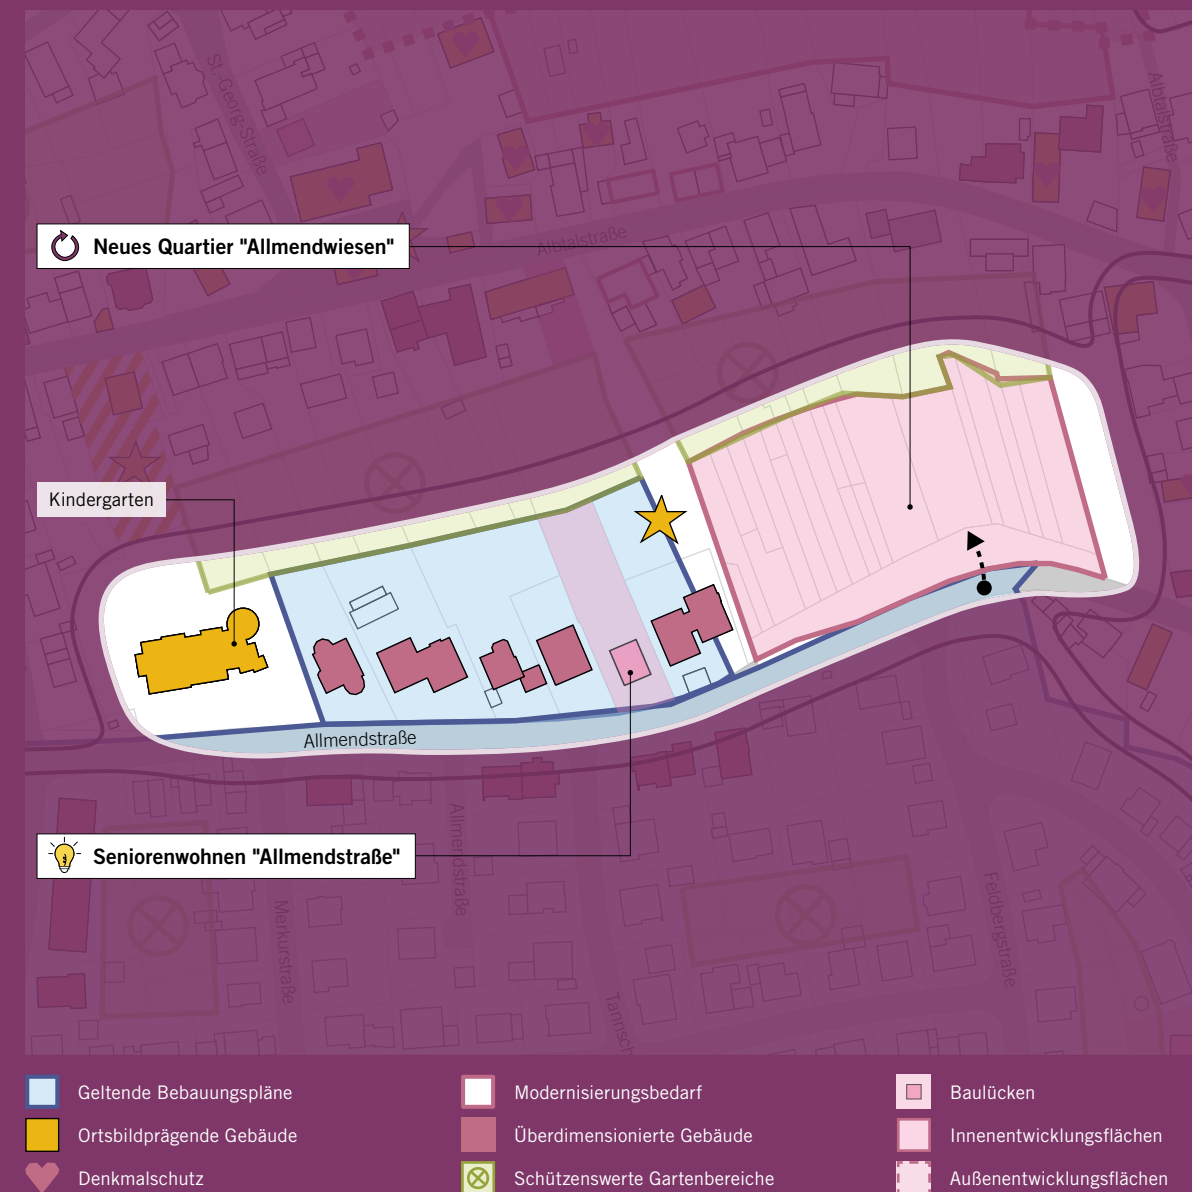 St.-Georg-Straße
Albtalstraße
Neues Quartier "Allmendwiesen"
Albtalstraße
Kindergarten
Allmendstraße
Seniorenwohnen "Allmendstraße"
Allmendstraße
Merkurstraße
Feldbergstraße
Geltende Bebauungspläne
Ortsbildprägende Gebäude
Denkmalschutz
Modernisierungsbedarf
Überdimensionierte Gebäude
Schützenswerte Gartenbereiche
Baulücken
Innenentwicklungsflächen
Außenentwicklungsflächen